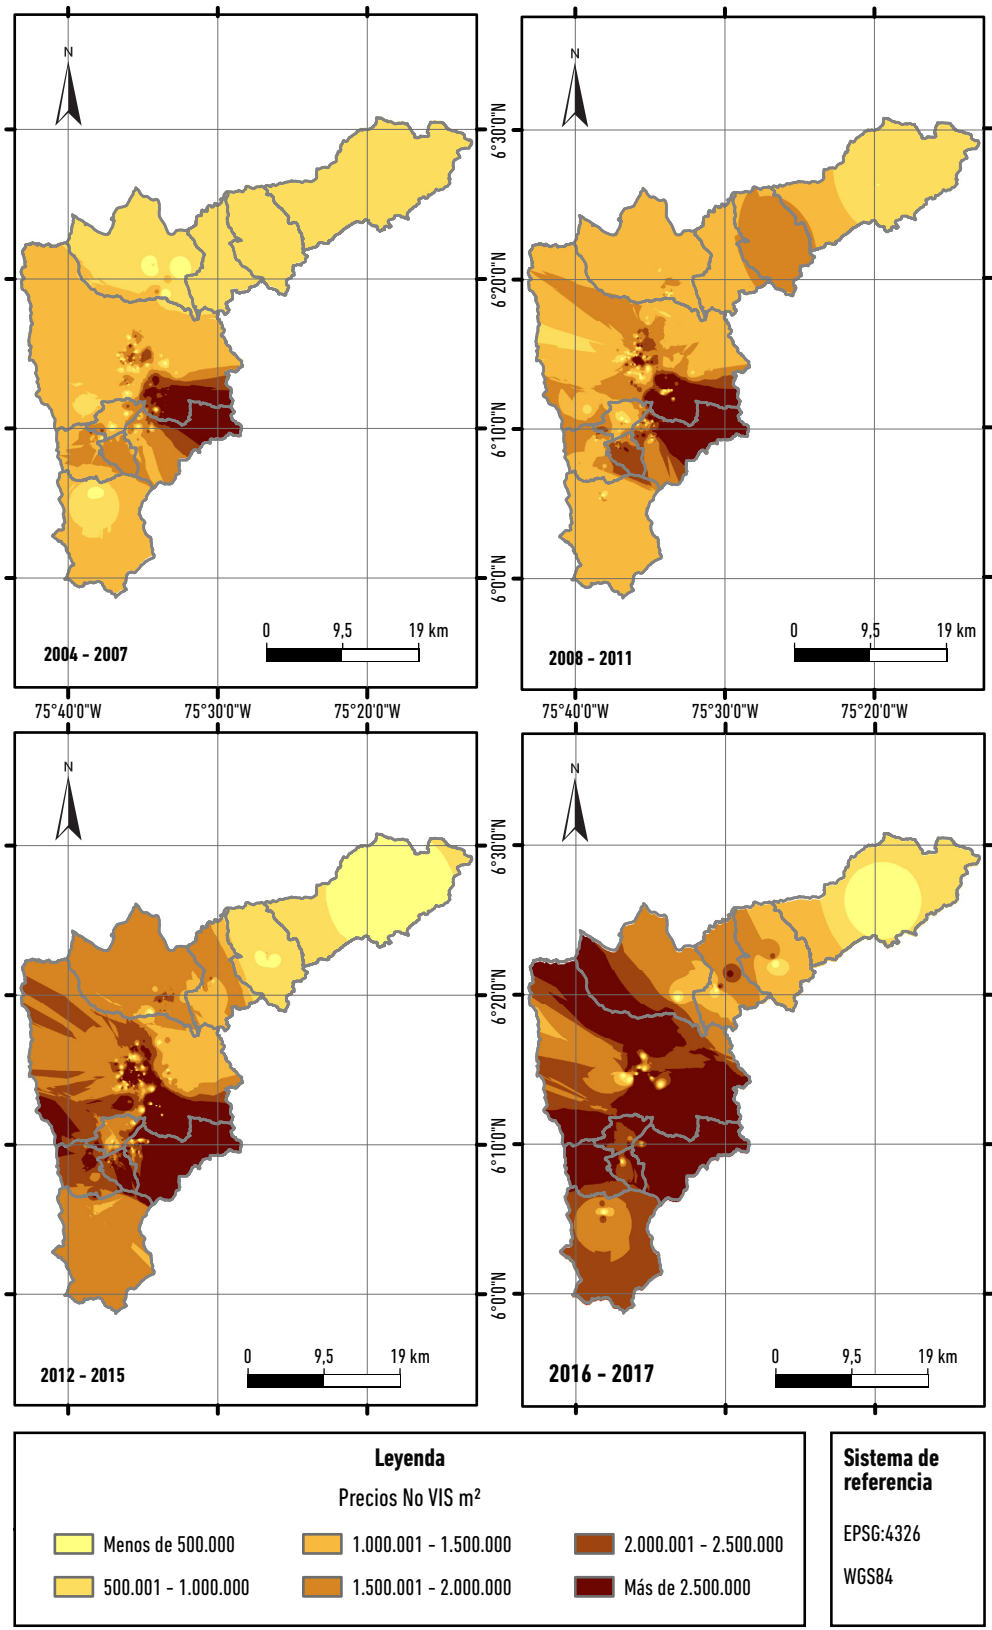 N
N
6°30'0"N
6°20'0"N
6°10'0"N
6°0'0"N
0 9,5 19 km
2004 - 2007
0 9,5 19 km
2008 - 2011
75°40'0"W 75°30'0"W 75°20'0"W
75°40'0"W 75°30'0"W 75°20'0"W
N
N
6°30'0"N
6°20'0"N
6°10'0"N
6°0'0"N
0 9,5 19 km
2012 - 2015
0 9,5 19 km
2016 - 2017
Leyenda
Precios No VIS m²
Menos de 500.000
1.000.001 - 1.500.000
2.000.001 - 2.500.000
500.001 - 1.000.000
1.500.001 - 2.000.000
Más de 2.500.000
Sistema de
referencia
EPSG:4326
WGS84